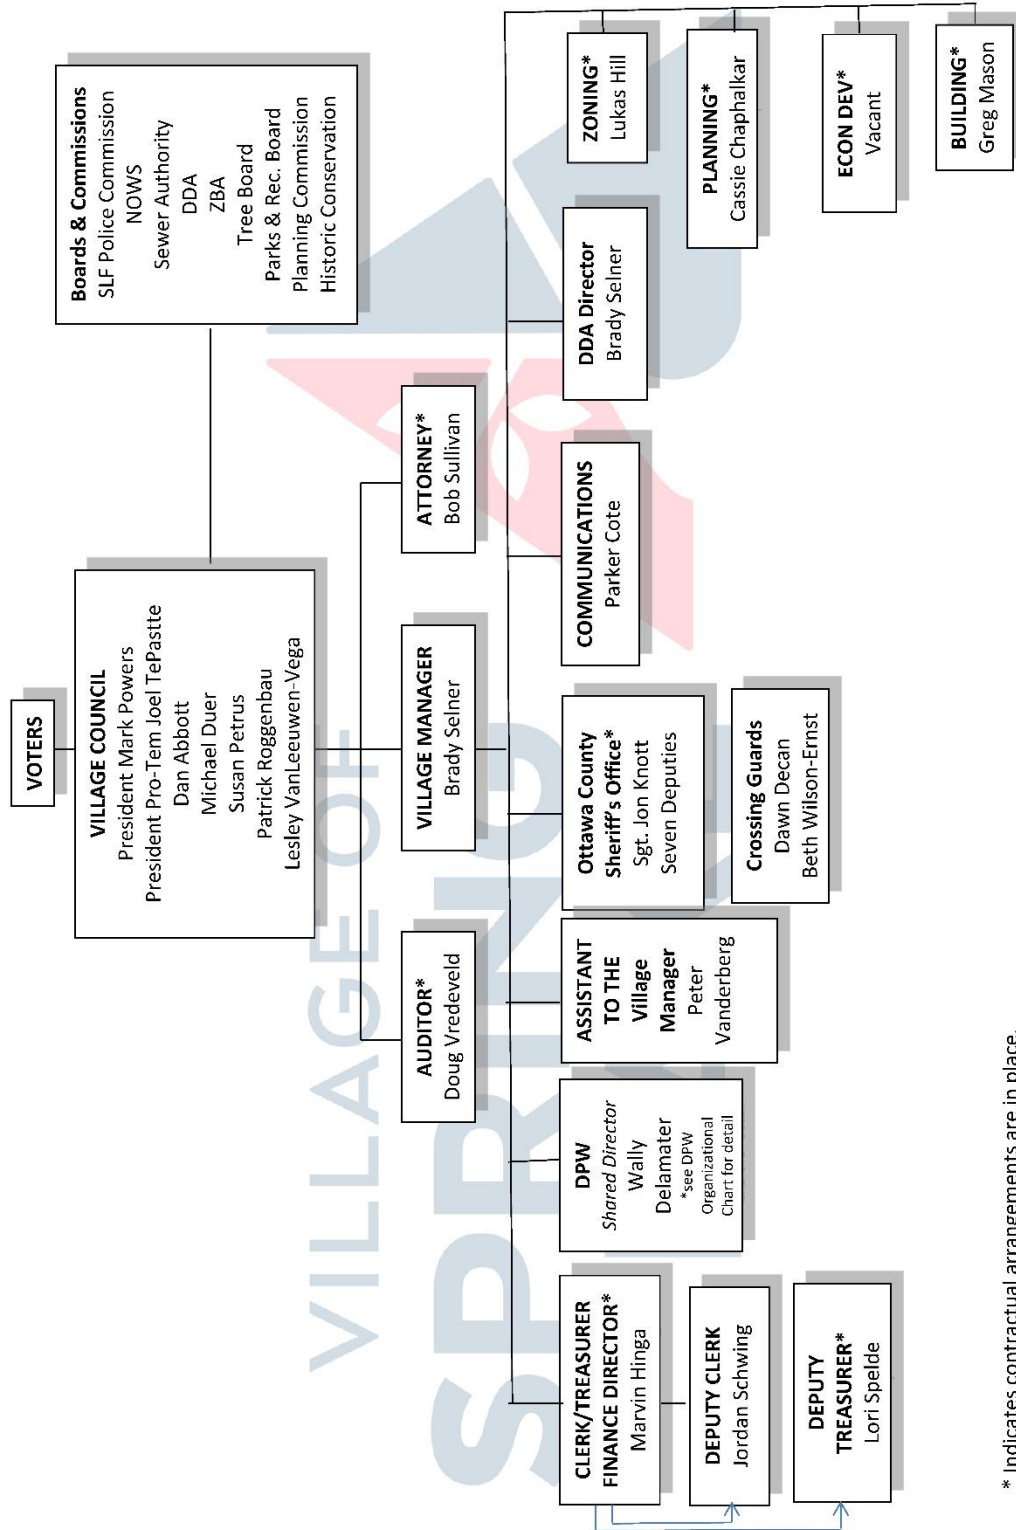 VILLAGE OF
SPRING
VOTERS
VILLAGE COUNCIL
President Mark Powers
President Pro-Tem Joel TePastte
Dan Abbott
Michael Duer
Susan Petrus
Patrick Roggenbau
Lesley VanLeeuwen-Vega
Boards & Commissions
SLF Police Commission
NOWS
Sewer Authority
DDA
ZBA
Tree Board
Parks & Rec. Board
Planning Commission
Historic Conservation
AUDITOR*
Doug Vredeveld
VILLAGE MANAGER
Brady Selner
ATTORNEY*
Bob Sullivan
CLERK/TREASURER
FINANCE DIRECTOR*
Marvin Hinga
DEPUTY CLERK
Jordan Schwing
DEPUTY
TREASURER*
Lori Spelde
DPW
Shared Director
Wally
Delamater
*see DPW
Organizational
Chart for detail
ASSISTANT
TO THE
Village
Manager
Peter
Vanderberg
Ottawa County
Sheriff's Office*
Sgt. Jon Knott
Seven Deputies
Crossing Guards
Dawn Decan
Beth Wilson-Ernst
COMMUNICATIONS
Parker Cote
DDA Director
Brady Selner
ZONING*
Lukas Hill
PLANNING*
Cassie Chaphalkar
ECON DEV*
Vacant
BUILDING*
Greg Mason
* Indicates contractual arrangements are in place.